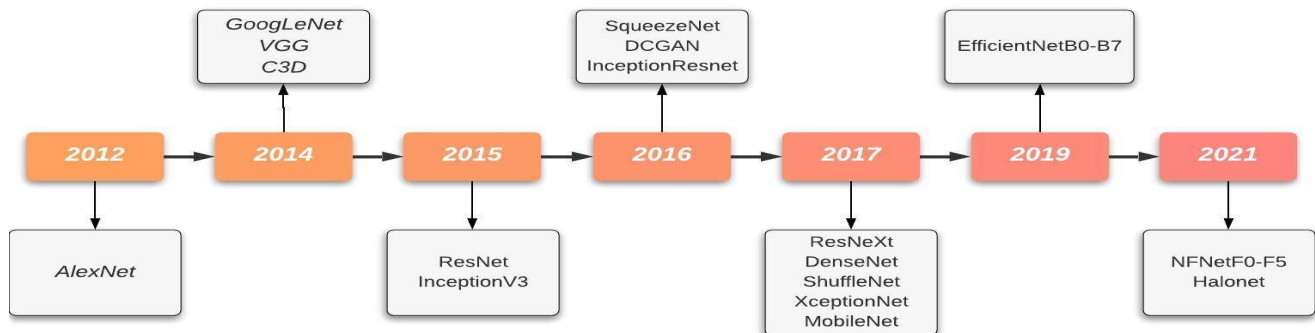 GoogLeNet
VGG
C3D
SqueezeNet
DCGAN
InceptionResnet
EfficientNetB0-B7
2012
2014
2015
2016
2017
2019
2021
AlexNet
ResNet
InceptionV3
ResNeXt
DenseNet
ShuffleNet
XceptionNet
MobileNet
NFNetF0-F5
Halonet